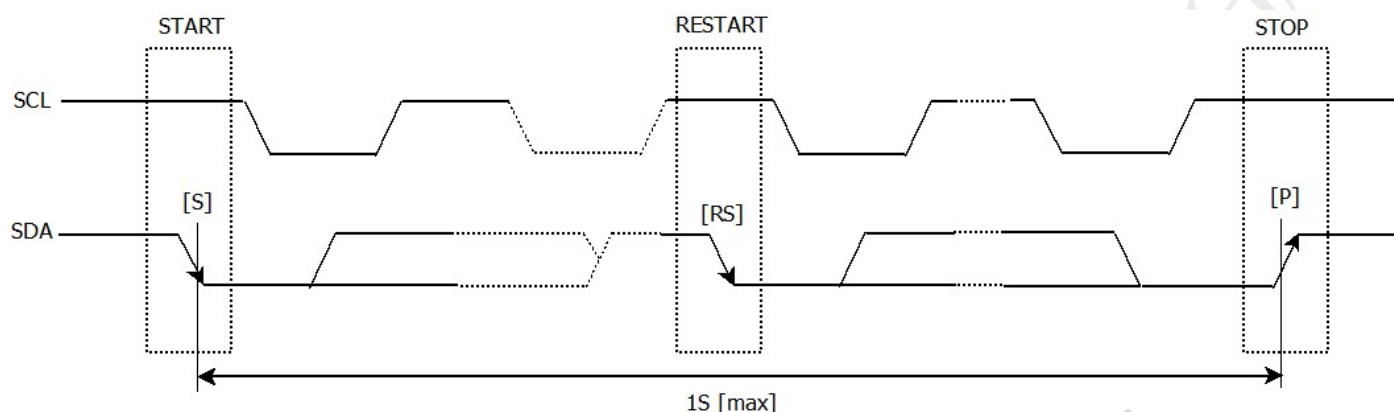 START RESTART STOP
SCL
[S] [RS] [P]
SDA
1S [max]